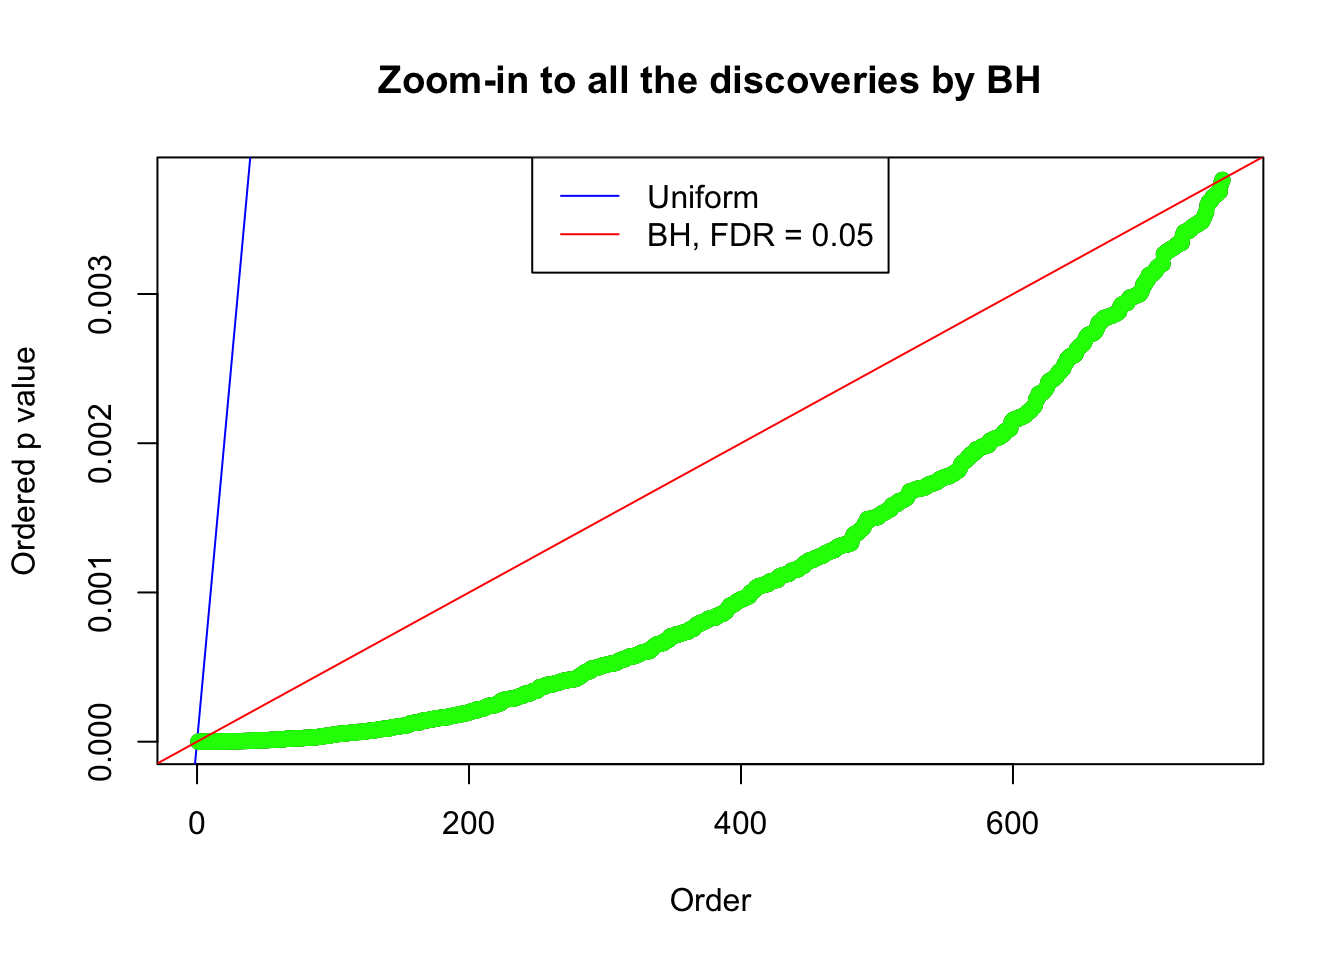 Zoom-in to all the discoveries by BH
Uniform
BH, FDR = 0.05
Ordered p value
0.003
0.002
0.001
0.000
0
200
400
600
Order